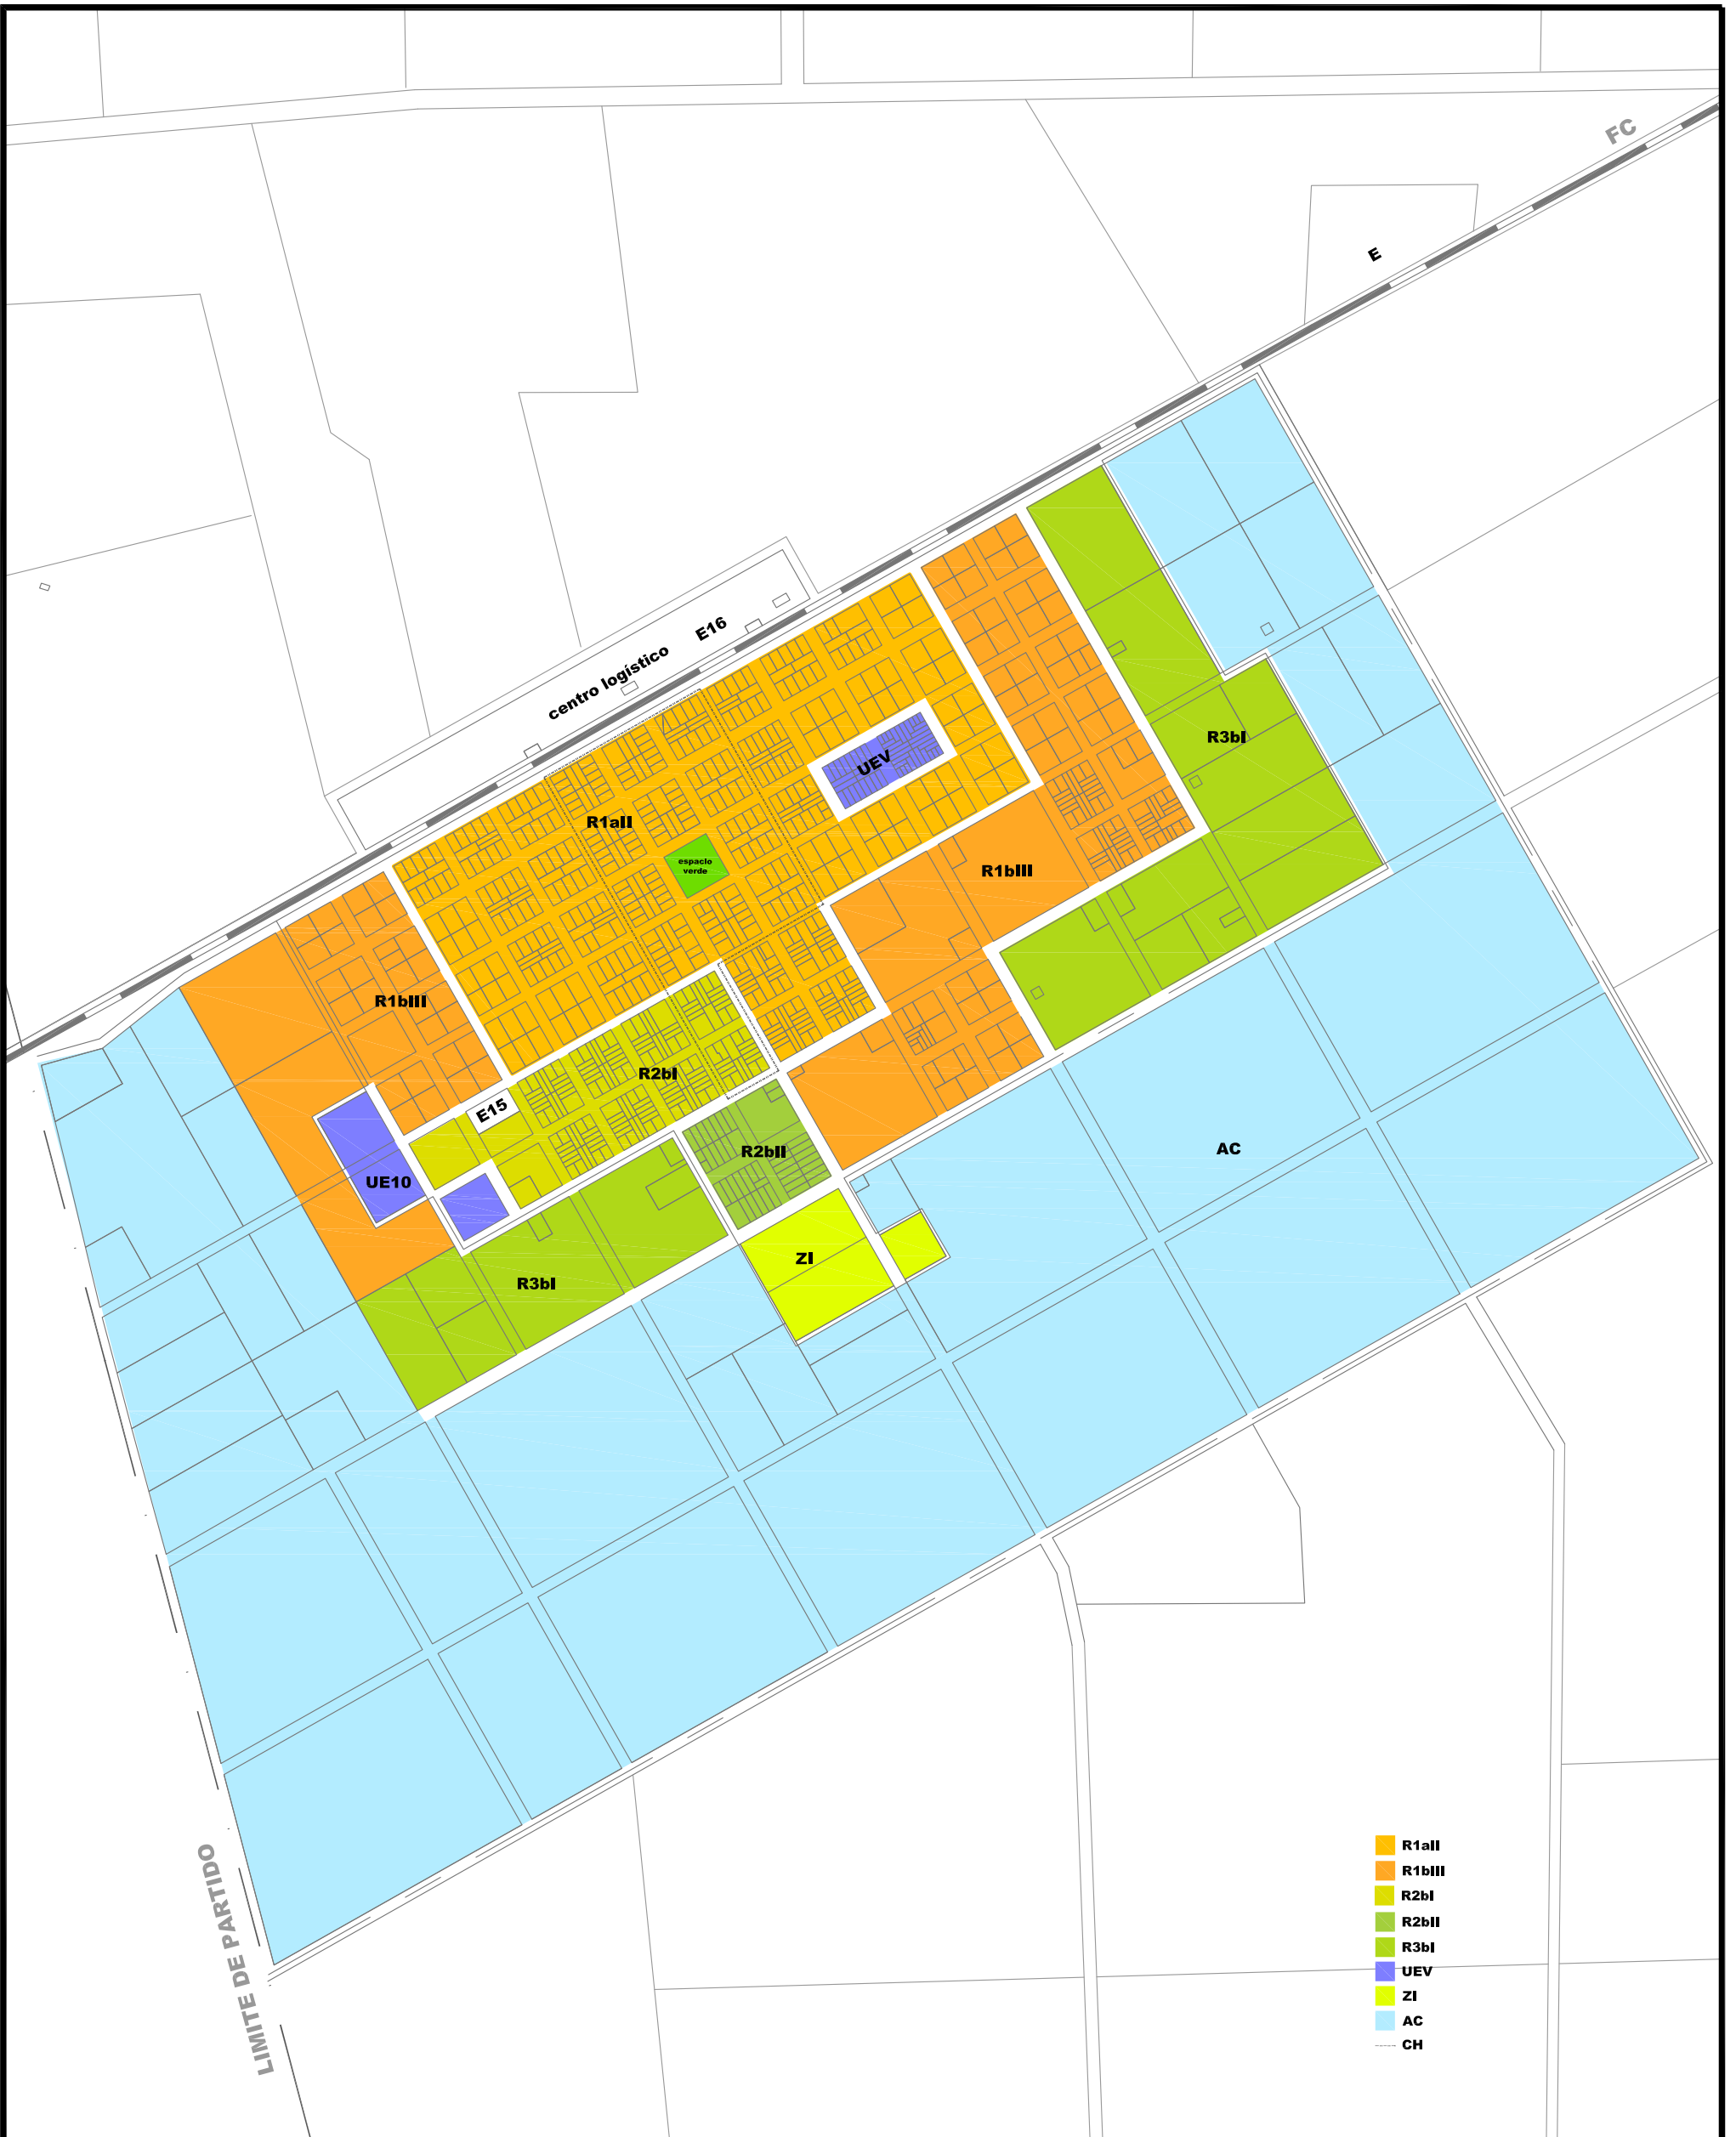 FC
E
E16
centro logístico
R3bI
UEV
R1aII
espacio
verde
R1bIII
R1bIII
R2bI
E15
R2bII
AC
UE10
ZI
R3bI
LIMITE DE PARTIDO
R1aII
R1bIII
R2bI
R2bII
R3bI
UEV
ZI
AC
CH